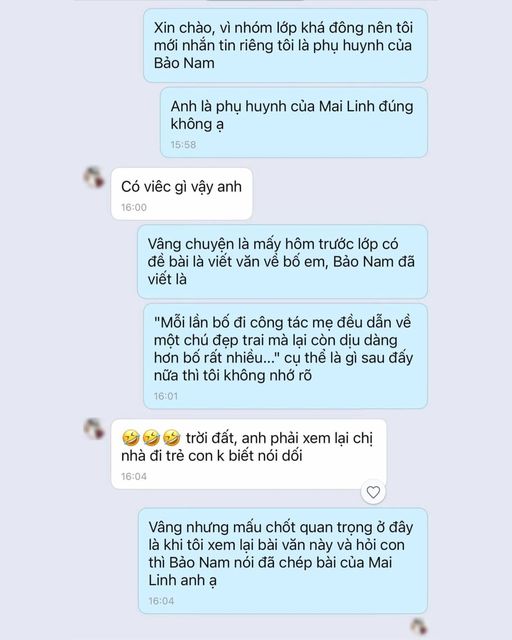 Xin chào, vì nhóm lớp khá đông nên tôi
mới nhắn tin riêng tôi là phụ huynh của
Bảo Nam
Anh là phụ huynh của Mai Linh đúng
không ạ
15:58
Có viêc gì vậy anh
16:00
Vâng chuyện là mấy hôm trước lớp có
đề bài là viết văn về bố em, Bảo Nam đã
viết là
"Mỗi lần bố đi công tác mẹ đều dẫn về
một chú đẹp trai mà lại còn dịu dàng
hơn bố rất nhiều..." cụ thể là gì sau đấy
nữa thì tôi không nhớ rõ
16:01
🤣🤣🤣 trời đất, anh phải xem lại chị
nhà đi trẻ con k biết nói dối
16:04
Vâng nhưng mấu chốt quan trọng ở đây
là khi tôi xem lại bài văn này và hỏi con
thì Bảo Nam nói đã chép bài của Mai
Linh anh ạ
16:04